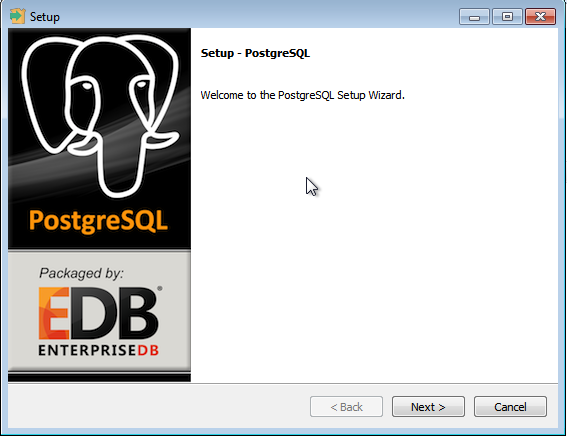 Setup
Setup - PostgreSQL
Welcome to the PostgreSQL Setup Wizard.
PostgreSQL
Packaged by:
EDB®
ENTERPRISEDB
< Back
Next >
Cancel